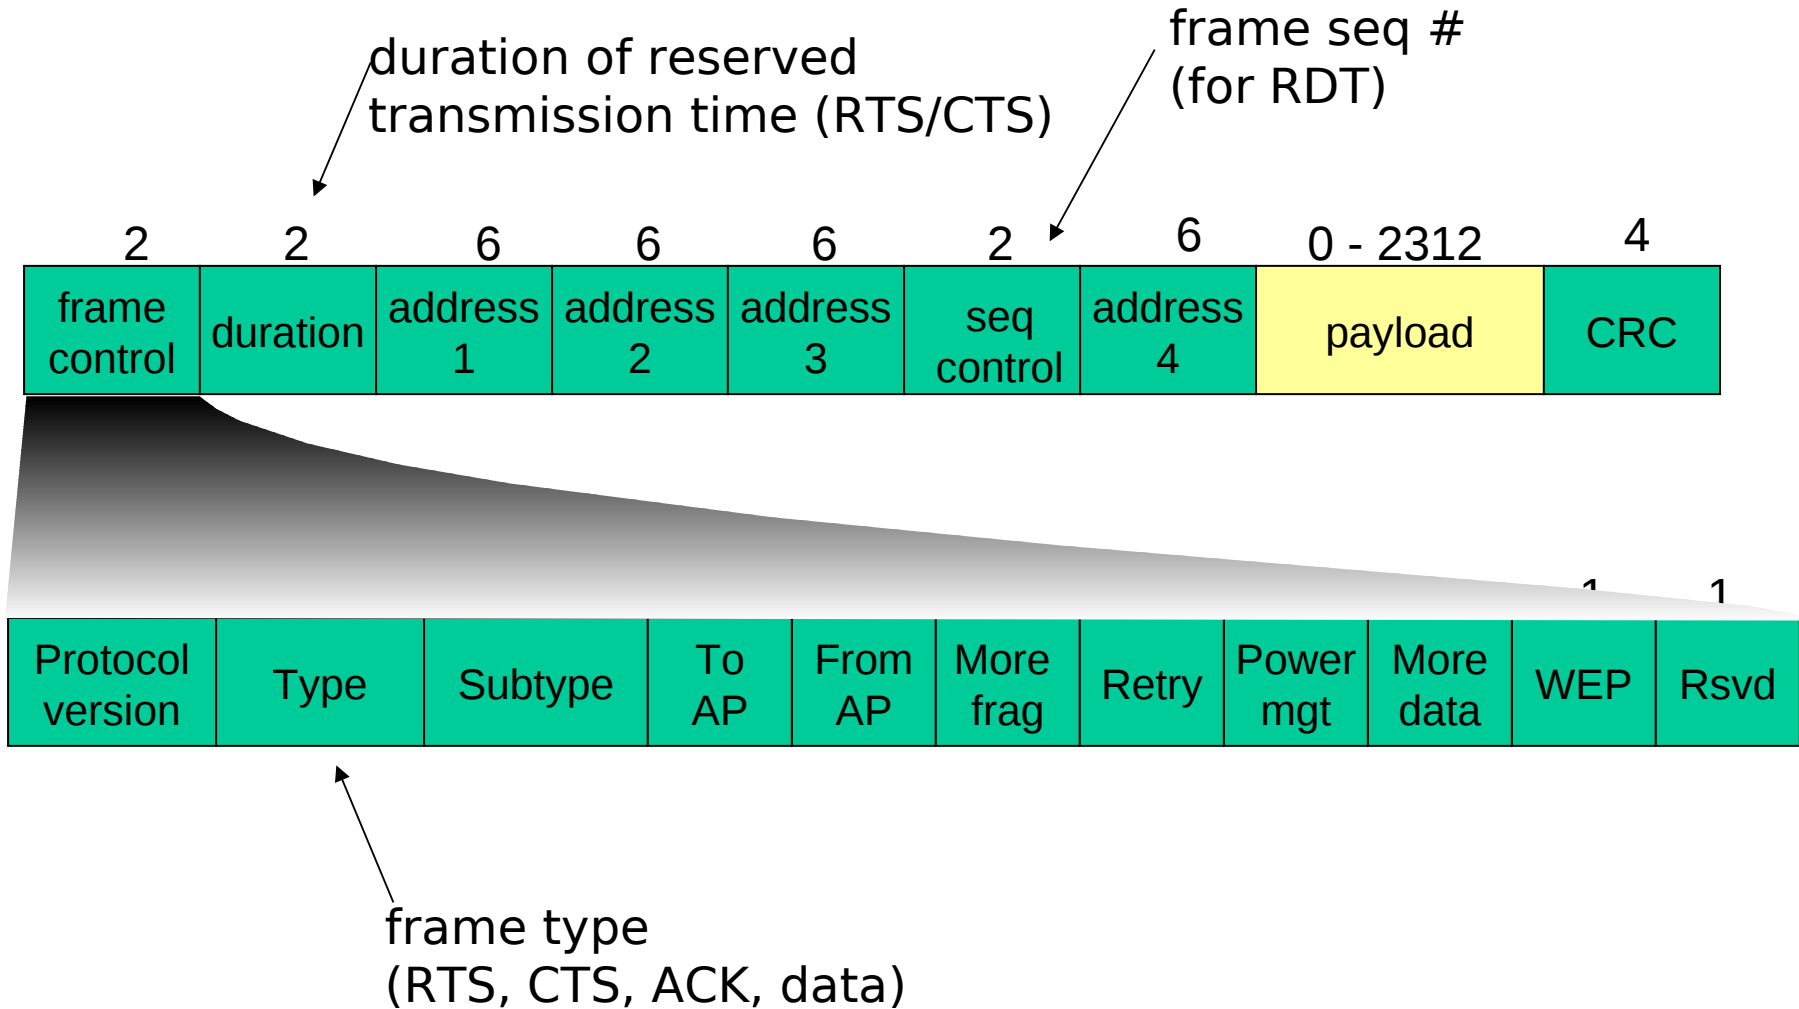 duration of reserved
transmission time (RTS/CTS)
frame seq #
(for RDT)
2 2 6 6 6 2 6 0 - 2312 4
frame control
duration
address 1
address 2
address 3
seq control
address 4
payload
CRC
1 1
Protocol version
Type
Subtype
To AP
From AP
More frag
Retry
Power mgt
More data
WEP
Rsvd
frame type
(RTS, CTS, ACK, data)